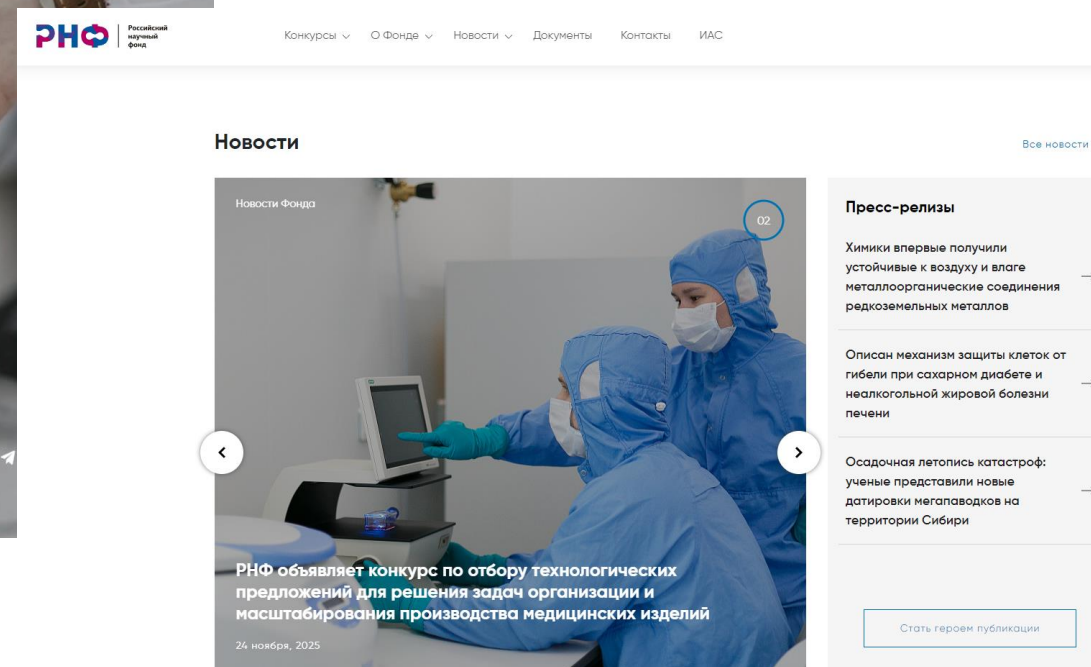 РНФ
Российский
научный
фонд
Конкурсы
О Фонде
Новости
Документы
Контакты
ИАС
Новости
Все новости
Новости Фонда
02
РНФ объявляет конкурс по отбору технологических
предложений для решения задач организации и
масштабирования производства медицинских изделий
24 ноября, 2025
Пресс-релизы
Химики впервые получили
устойчивые к воздуху и влаге
металлоорганические соединения
редкоземельных металлов
Описан механизм защиты клеток от
гибели при сахарном диабете и
неалкогольной жировой болезни
печени
Осадочная летопись катастроф:
ученые представили новые
датировки мегапаводков на
территории Сибири
Стать героем публикации